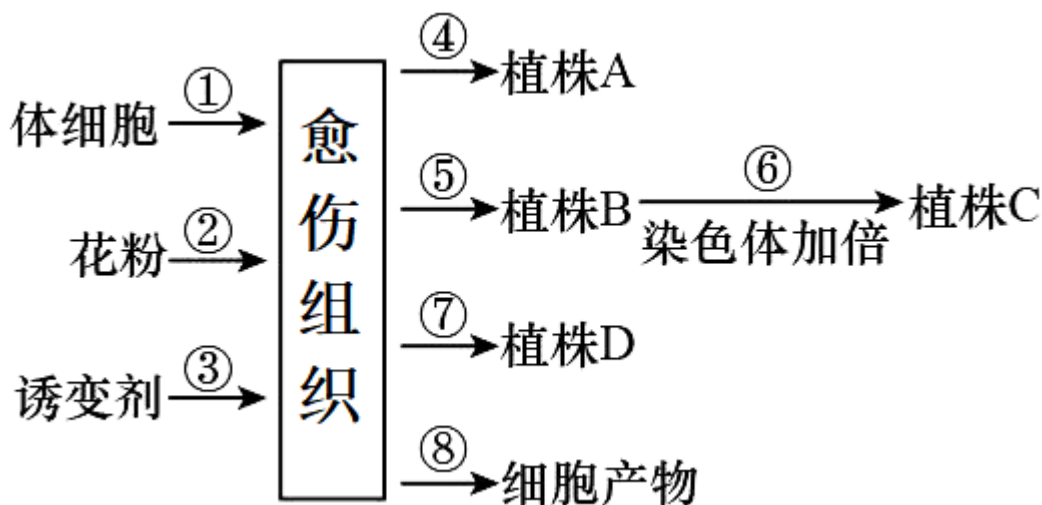 体细胞 ① 愈伤组织 ④ 植株A
花粉 ② ⑤ 植株B ⑥ 染色体加倍 植株C
诱变剂 ③ ⑦ 植株D
⑧ 细胞产物